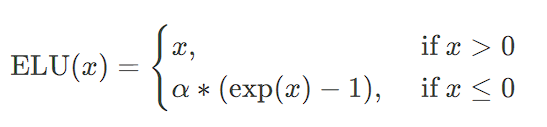 ELU(x) = { x, if x > 0
α * (exp(x) − 1), if x ≤ 0